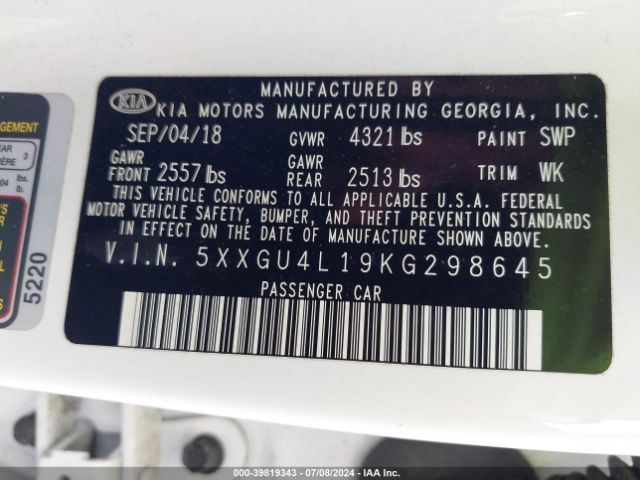 MANUFACTURED BY
KIA KIA MOTORS MANUFACTURING GEORGIA, INC.
SEP/04/18 GVWR 4321 lbs PAINT SWP
GAWR FRONT 2557 lbs GAWR REAR 2513 lbs TRIM WK
THIS VEHICLE CONFORMS TO ALL APPLICABLE U.S.A. FEDERAL
MOTOR VEHICLE SAFETY, BUMPER, AND THEFT PREVENTION STANDARDS
IN EFFECT ON THE DATE OF MANUFACTURE SHOWN ABOVE.
V.I.N. 5XXGU4L19KG298645
PASSENGER CAR
3
lbs.
lb.
5220
000-39819343 | 07/08/2024 - IAA Inc.